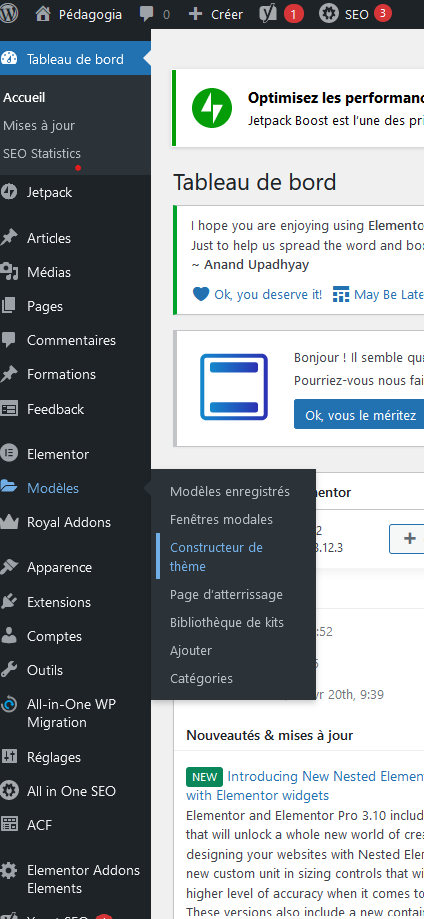 Pédagogia 0 Créer 1 SEO 3
Tableau de bord
Accueil
Mises à jour
SEO Statistics
Jetpack
Articles
Médias
Pages
Commentaires
Formations
Feedback
Elementor
Modèles
Royal Addons
Apparence
Extensions
Comptes
Outils
All-in-One WP
Migration
Réglages
All in One SEO
ACF
Elementor Addons
Elements
Modèles enregistrés
Fenêtres modales
Constructeur de
thème
Page d'atterrissage
Bibliothèque de kits
Ajouter
Catégories
Optimisez les performanc
Jetpack Boost est l'une des pri
Tableau de bord
I hope you are enjoying using Elemento
Just to help us spread the word and boo
~ Anand Upadhyay
Ok, you deserve it! May Be Late
Bonjour ! Il semble qu
Pourriez-vous nous fai
Ok, vous le méritez
mentor
2
3.12.3
:52
vr 20th, 9:39
Nouveautés & mises à jour
NEW Introducing New Nested Elemen
with Elementor widgets
Elementor and Elementor Pro 3.10 includ
that will unlock a whole new world of crea
designing your websites with Nested Ele
new custom unit in sizing controls that wi
higher level of accuracy when it comes to
These versions also include a new contain